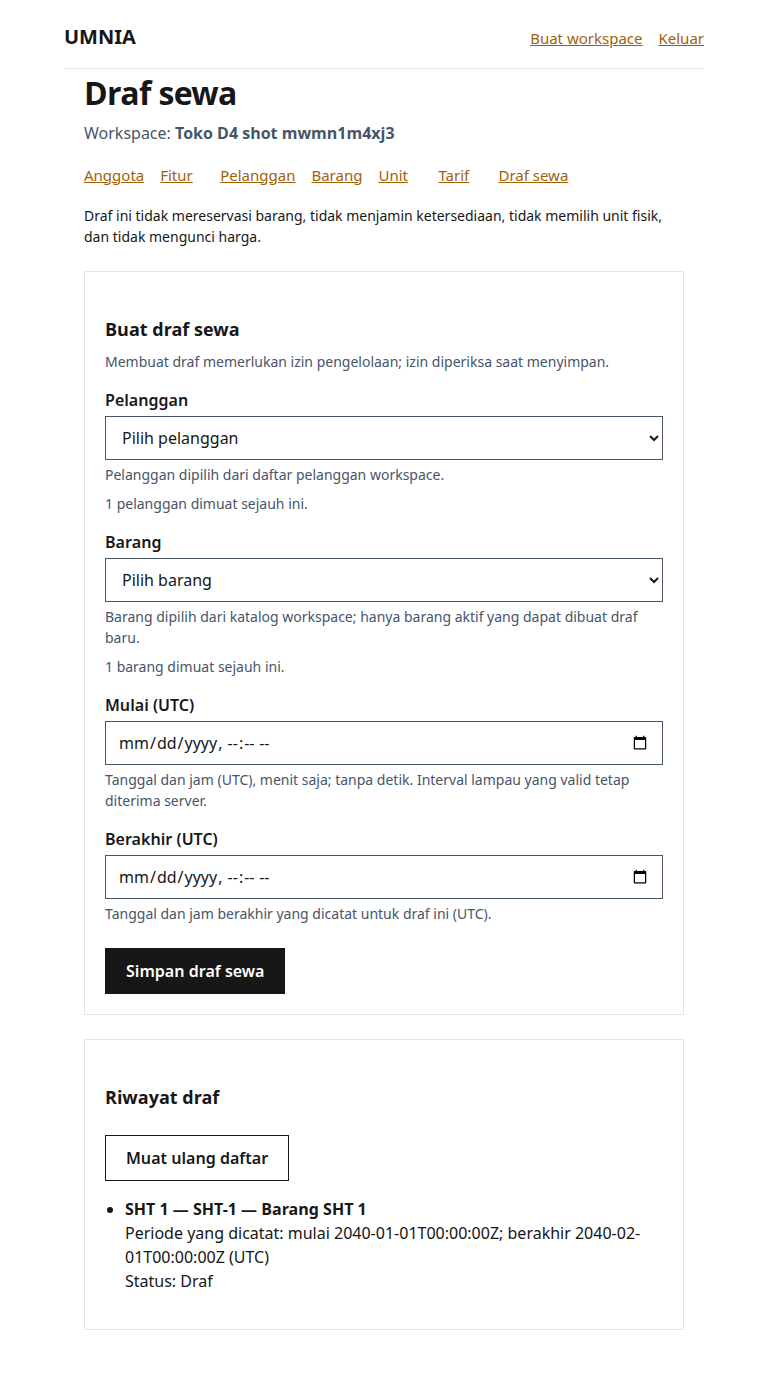 UMNIA
Buat workspace Keluar
Draf sewa
Workspace: Toko D4 shot mwmn1m4xj3
Anggota Fitur Pelanggan Barang Unit Tarif Draf sewa
Draf ini tidak mereservasi barang, tidak menjamin ketersediaan, tidak memilih unit fisik,
dan tidak mengunci harga.
Buat draf sewa
Membuat draf memerlukan izin pengelolaan; izin diperiksa saat menyimpan.
Pelanggan
Pilih pelanggan
Pelanggan dipilih dari daftar pelanggan workspace.
1 pelanggan dimuat sejauh ini.
Barang
Pilih barang
Barang dipilih dari katalog workspace; hanya barang aktif yang dapat dibuat draf
baru.
1 barang dimuat sejauh ini.
Mulai (UTC)
mm/dd/yyyy, --:-- --
Tanggal dan jam (UTC), menit saja; tanpa detik. Interval lampau yang valid tetap
diterima server.
Berakhir (UTC)
mm/dd/yyyy, --:-- --
Tanggal dan jam berakhir yang dicatat untuk draf ini (UTC).
Simpan draf sewa
Riwayat draf
Muat ulang daftar
SHT 1 — SHT-1 — Barang SHT 1
Periode yang dicatat: mulai 2040-01-01T00:00:00Z; berakhir 2040-02-
01T00:00:00Z (UTC)
Status: Draf